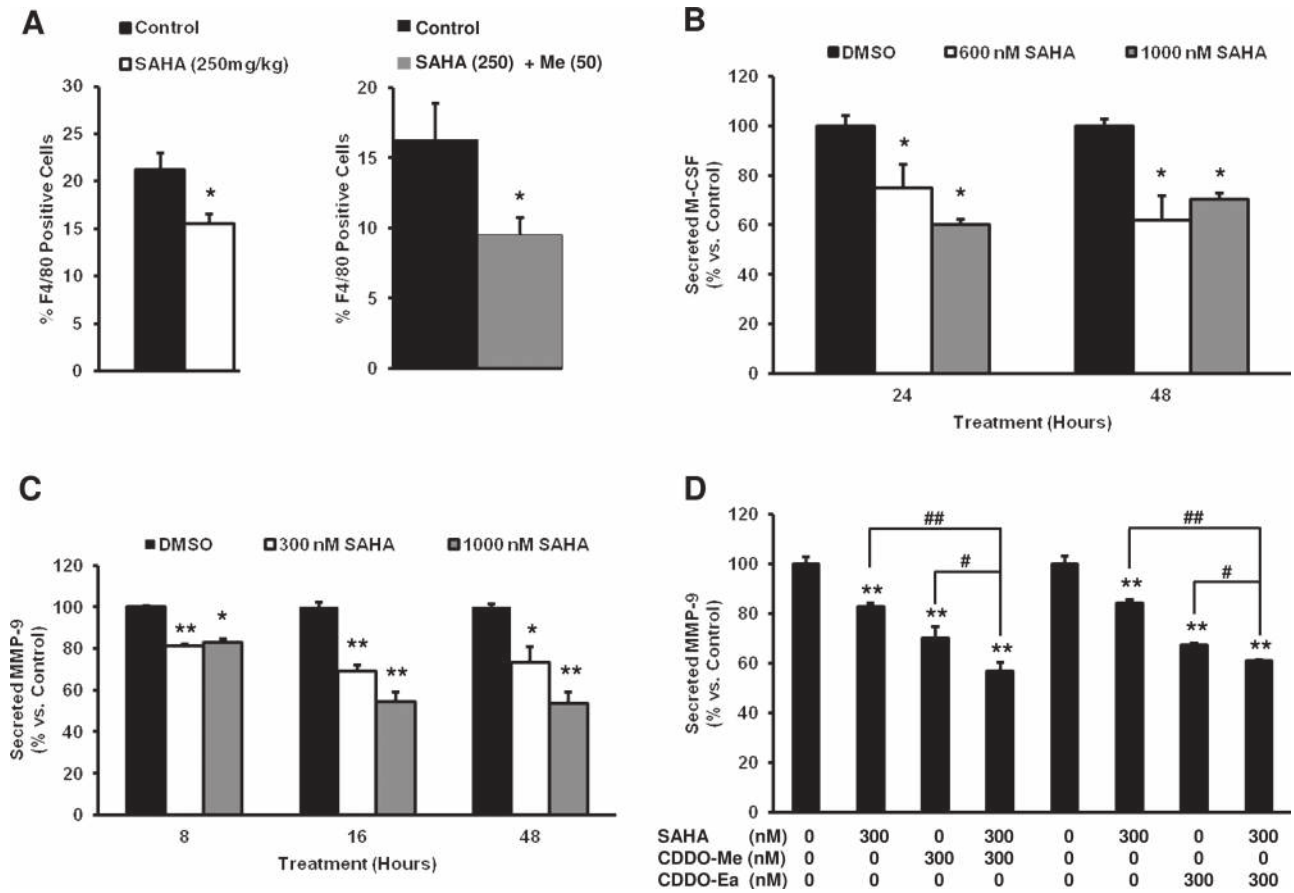 A
Control
SAHA (250mg/kg)
% F4/80 Positive Cells
30
25
20
15
10
5
0
*
Control
SAHA (250) + Me (50)
% F4/80 Positive Cells
20
15
10
5
0
*
B
DMSO 600 nM SAHA 1000 nM SAHA
Secreted M-CSF
(% vs. Control)
120
100
80
60
40
20
0
* * * *
24 48
Treatment (Hours)
C
DMSO 300 nM SAHA 1000 nM SAHA
Secreted MMP-9
(% vs. Control)
120
100
80
60
40
20
0
** * ** ** * **
8 16 48
Treatment (Hours)
D
Secreted MMP-9
(% vs. Control)
120
100
80
60
40
20
0
## ##
# #
** ** ** ** ** **
SAHA (nM) 0 300 0 300 0 300 0 300
CDDO-Me (nM) 0 0 300 300 0 0 0 0
CDDO-Ea (nM) 0 0 0 0 0 0 300 300